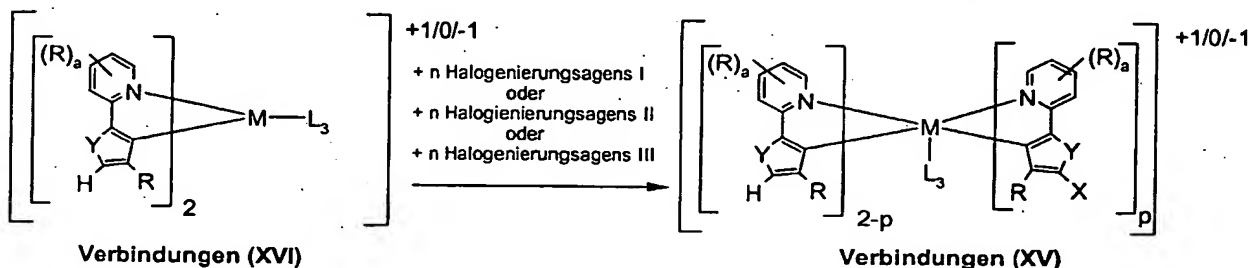 +1/0/-1
(R)a
N
M
L3
Y
H
R
2
+ n Halogenierungsagens I
oder
+ n Halogienierungsagens II
oder
+ n Halogenierungsagens III
+1/0/-1
(R)a
N
Y
H
R
2-p
M
L3
(R)a
N
Y
R
X
p
Verbindungen (XVI)
Verbindungen (XV)